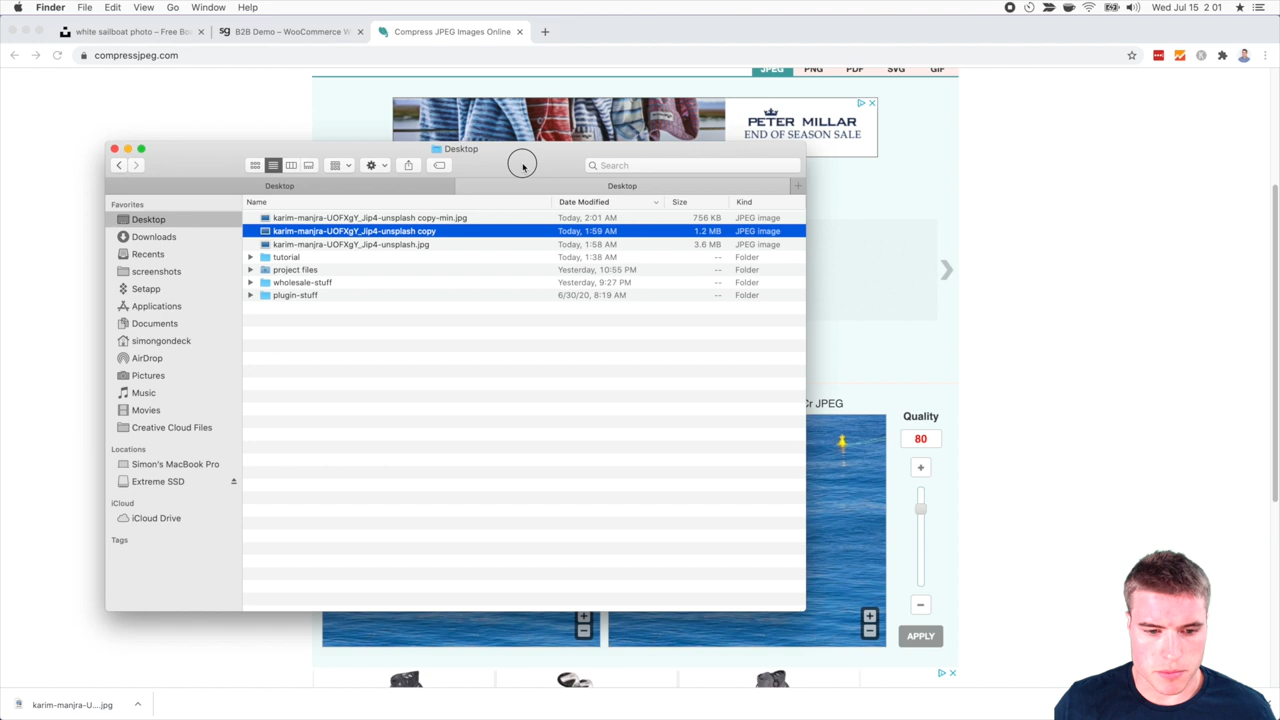 Finder File Edit View Go Window Help Wed Jul 15 2 01
white sailboat photo – Free Bo
B2B Demo – WooCommerce W
Compress JPEG Images Online
compressjpeg.com
JPEG PNG PDF SVG GIF
PETER MILLAR
END OF SEASON SALE
Desktop
Search
Desktop Desktop
Favorites
Desktop
Downloads
Recents
screenshots
Setapp
Applications
Documents
simongondeck
AirDrop
Pictures
Music
Movies
Creative Cloud Files
Locations
Simon's MacBook Pro
Extreme SSD
iCloud
iCloud Drive
Tags
Name Date Modified Size Kind
karim-manjra-UOFXgY_Jip4-unsplash copy-min.jpg Today, 2:01 AM 756 KB JPEG image
karim-manjra-UOFXgY_Jip4-unsplash copy Today, 1:59 AM 1.2 MB JPEG image
karim-manjra-UOFXgY_Jip4-unsplash.jpg Today, 1:58 AM 3.6 MB JPEG image
tutorial Today, 1:38 AM -- Folder
project files Yesterday, 10:55 PM -- Folder
wholesale-stuff Yesterday, 9:27 PM -- Folder
plugin-stuff 6/30/20, 8:19 AM -- Folder
Cr JPEG
Quality
80
APPLY
karim-manjra-U....jpg